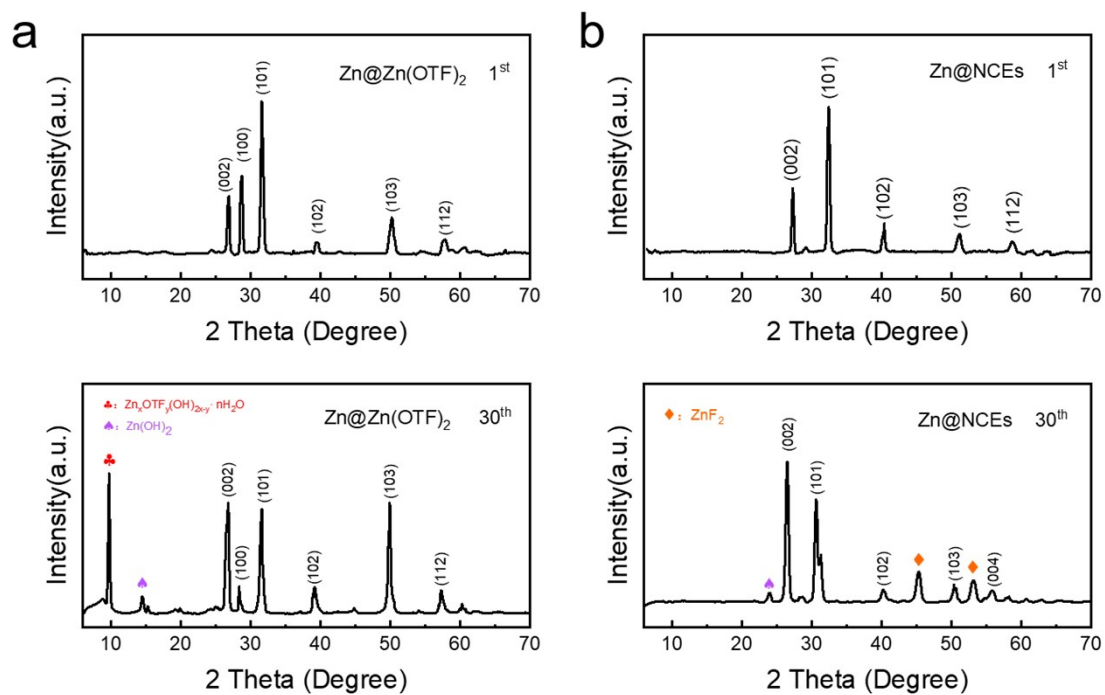 a
Zn@Zn(OTF)₂ 1ˢᵗ
(002)
(100)
(101)
(102)
(103)
(112)
Intensity(a.u.)
10 20 30 40 50 60 70
2 Theta (Degree)
b
Zn@NCEs 1ˢᵗ
(002)
(101)
(102)
(103)
(112)
Intensity(a.u.)
10 20 30 40 50 60 70
2 Theta (Degree)
♣: ZnₓOTFᵧ(OH)₂ₓ₋ᵧ· nH₂O
♠: Zn(OH)₂
Zn@Zn(OTF)₂ 30ᵗʰ
♣
♠
(002)
(100)
(101)
(102)
(103)
(112)
Intensity(a.u.)
10 20 30 40 50 60 70
2 Theta (Degree)
♦: ZnF₂
Zn@NCEs 30ᵗʰ
♠
(002)
(101)
(102)
♦
(103)
♦
(004)
Intensity(a.u.)
10 20 30 40 50 60 70
2 Theta (Degree)